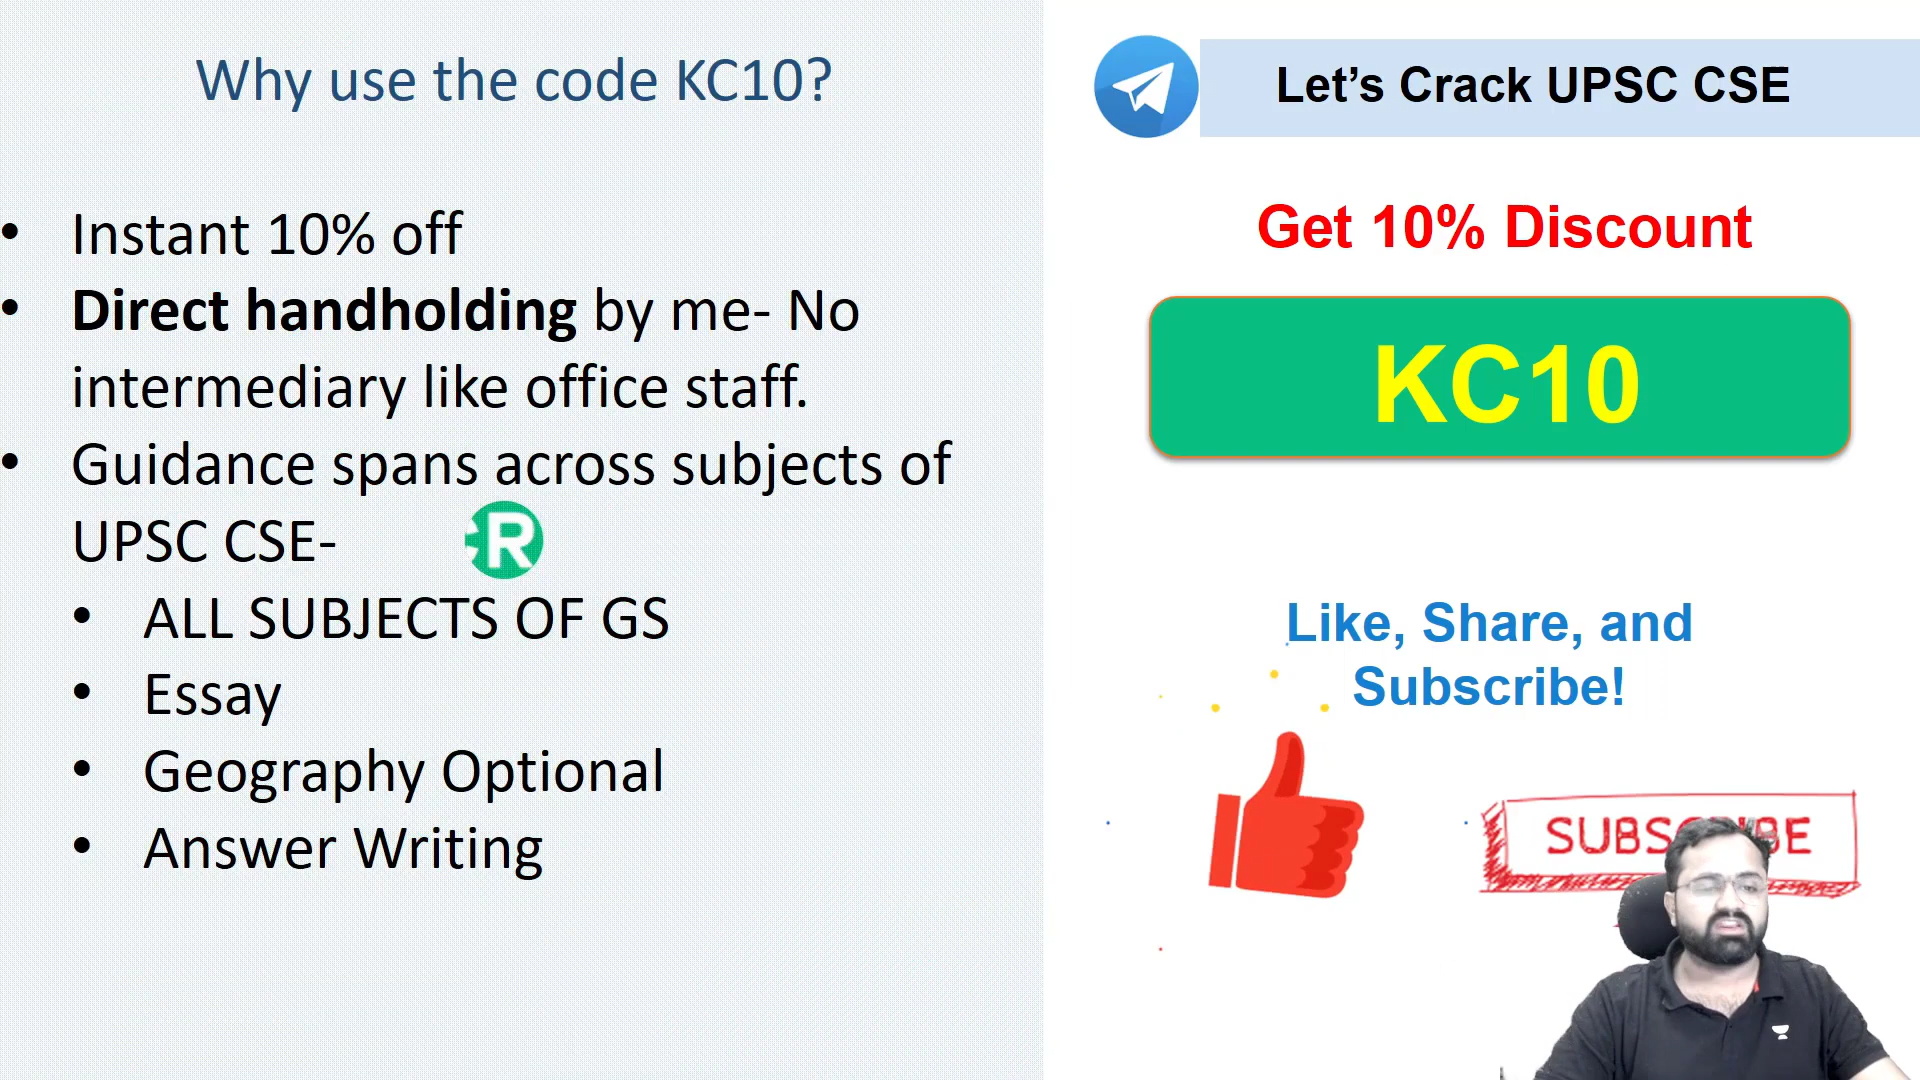 Why use the code KC10?
• Instant 10% off
• Direct handholding by me- No
intermediary like office staff.
• Guidance spans across subjects of
UPSC CSE-
R
• ALL SUBJECTS OF GS
• Essay
• Geography Optional
• Answer Writing
Let’s Crack UPSC CSE
Get 10% Discount
KC10
Like, Share, and
Subscribe!